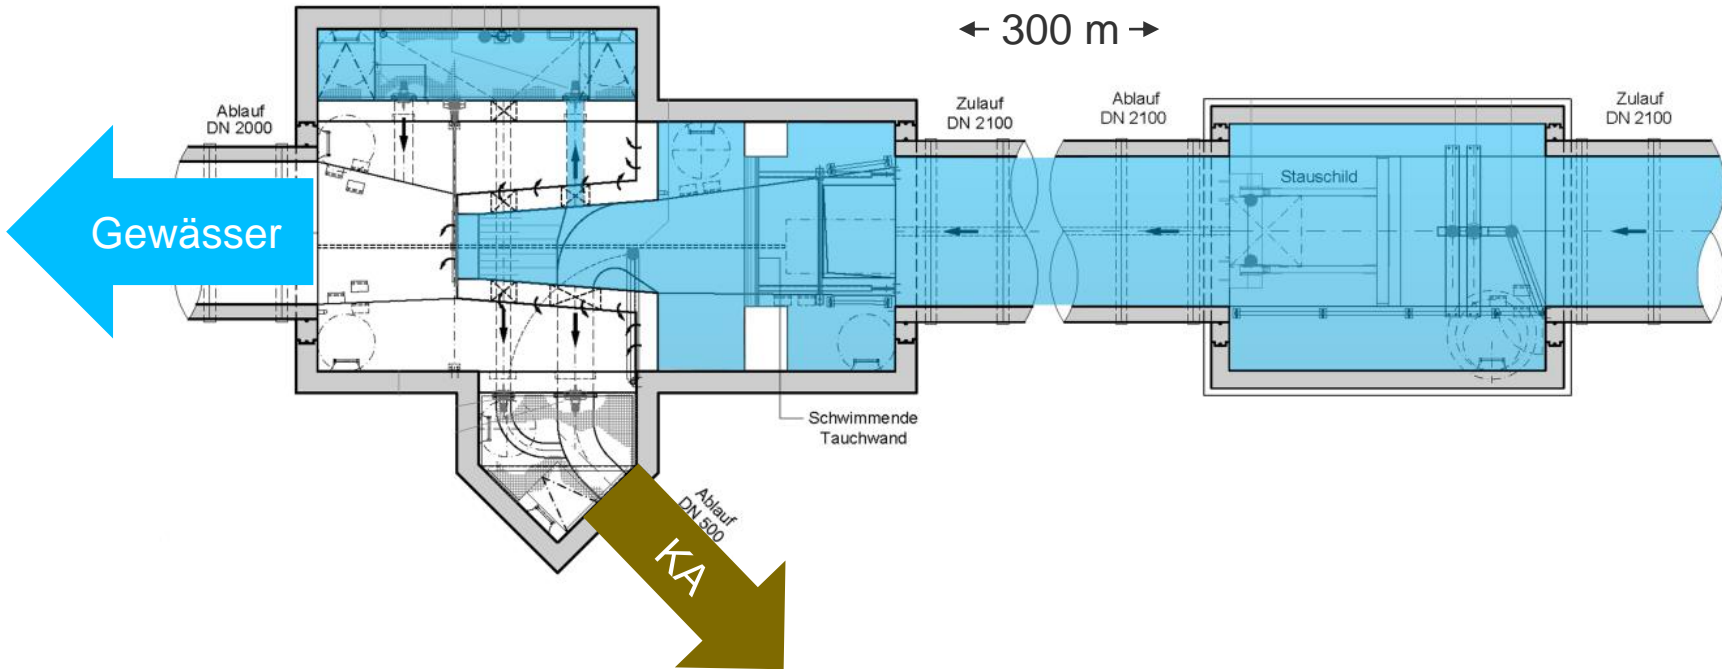 300 m
Ablauf
DN 2000
Zulauf
DN 2100
Ablauf
DN 2100
Zulauf
DN 2100
Stauschild
Gewässer
Schwimmende
Tauchwand
Ablauf
DN 500
KA